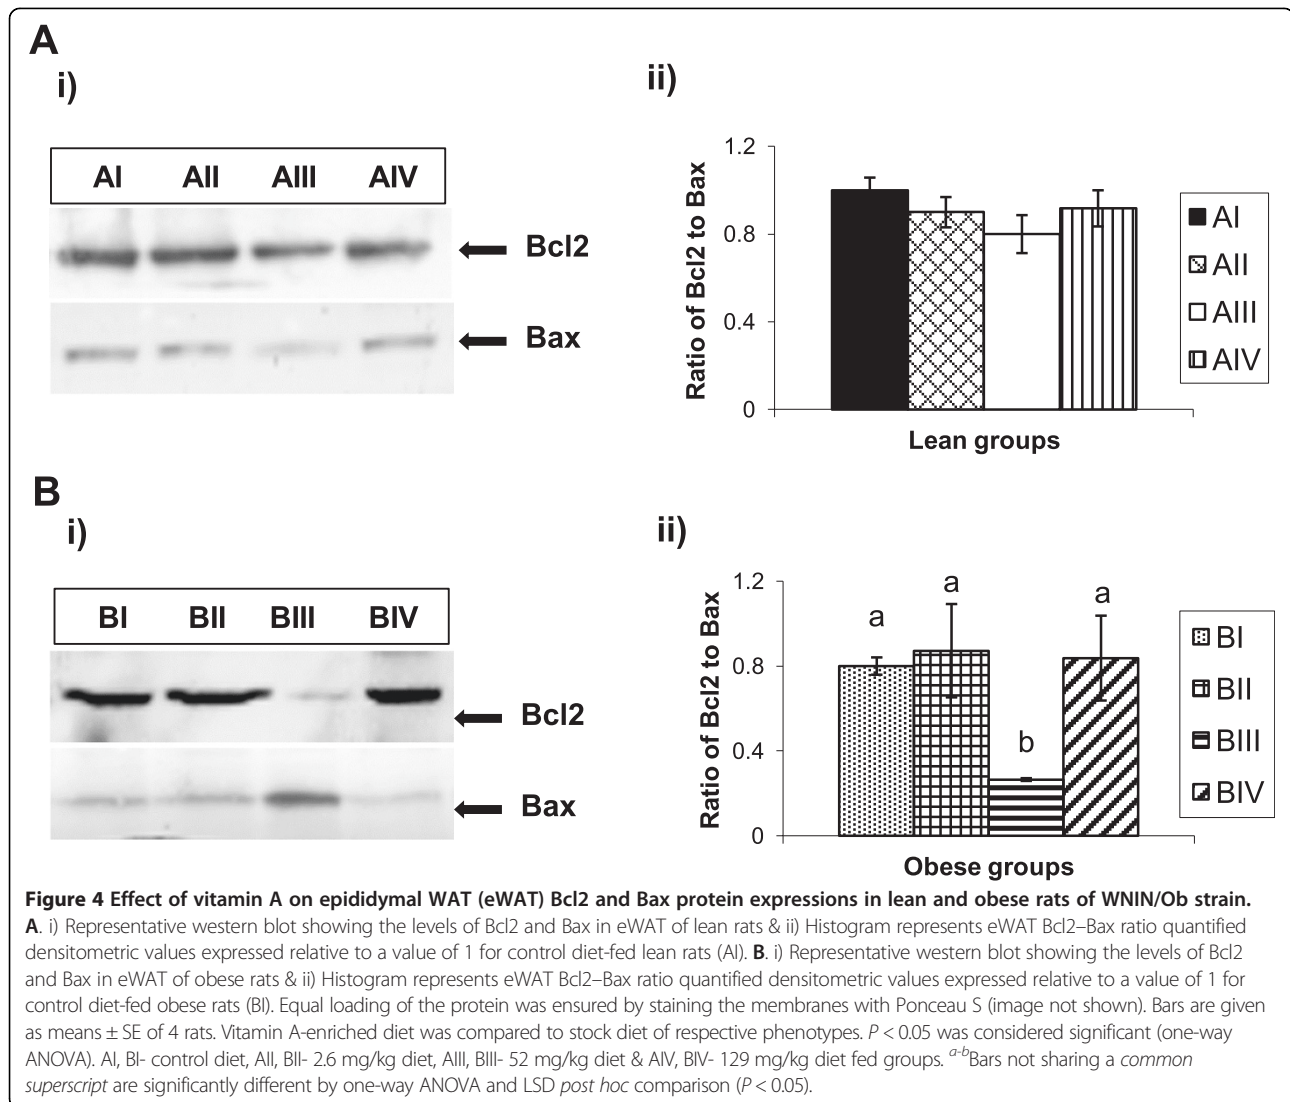 A
i)
AI AII AIII AIV
Bcl2
Bax
ii)
Ratio of Bcl2 to Bax
1.2
0.8
0.4
0
Lean groups
AI
AII
AIII
AIV
B
i)
BI BII BIII BIV
Bcl2
Bax
ii)
Ratio of Bcl2 to Bax
1.2
0.8
0.4
0
a
a
b
a
Obese groups
BI
BII
BIII
BIV
Figure 4 Effect of vitamin A on epididymal WAT (eWAT) Bcl2 and Bax protein expressions in lean and obese rats of WNIN/Ob strain.
A. i) Representative western blot showing the levels of Bcl2 and Bax in eWAT of lean rats & ii) Histogram represents eWAT Bcl2–Bax ratio quantified
densitometric values expressed relative to a value of 1 for control diet-fed lean rats (AI). B. i) Representative western blot showing the levels of Bcl2
and Bax in eWAT of obese rats & ii) Histogram represents eWAT Bcl2–Bax ratio quantified densitometric values expressed relative to a value of 1 for
control diet-fed obese rats (BI). Equal loading of the protein was ensured by staining the membranes with Ponceau S (image not shown). Bars are given
as means ± SE of 4 rats. Vitamin A-enriched diet was compared to stock diet of respective phenotypes. P < 0.05 was considered significant (one-way
ANOVA). AI, BI- control diet, AII, BII- 2.6 mg/kg diet, AIII, BIII- 52 mg/kg diet & AIV, BIV- 129 mg/kg diet fed groups. a-bBars not sharing a common
superscript are significantly different by one-way ANOVA and LSD post hoc comparison (P < 0.05).